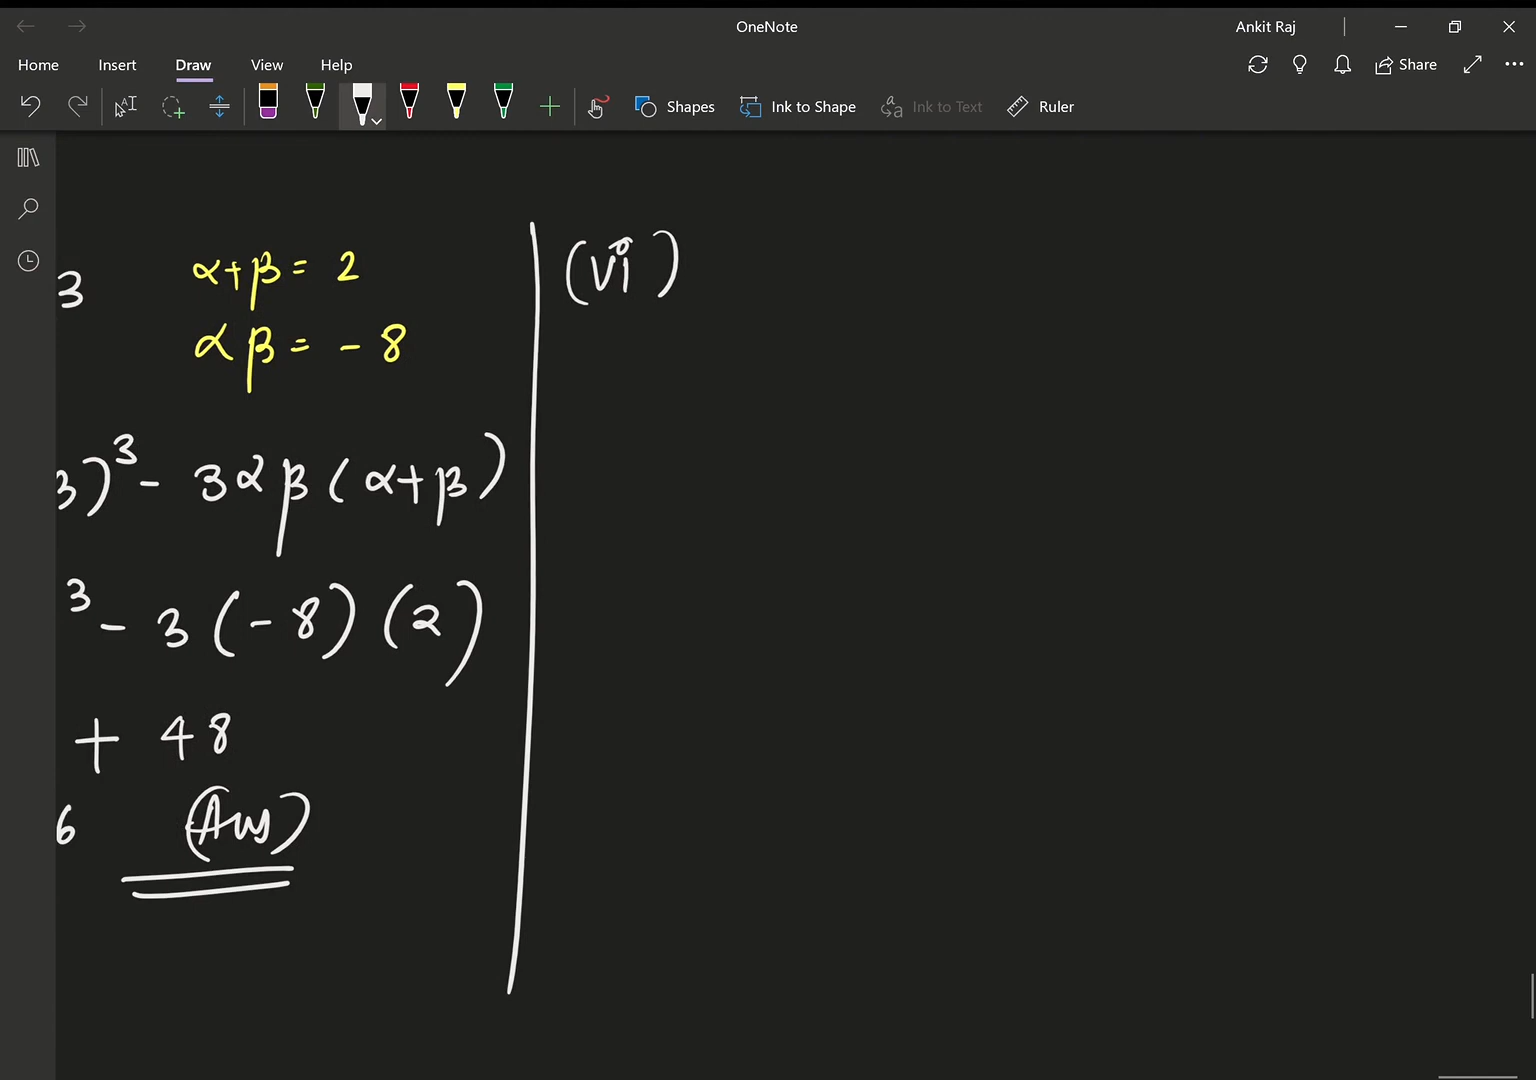 OneNote
Ankit Raj
Home Insert Draw View Help
Share
Shapes Ink to Shape Ink to Text Ruler
3 α+β = 2
αβ = - 8
3)³ - 3αβ(α+β)
³ - 3(-8)(2)
+ 48
6 (Ans)
(vi)